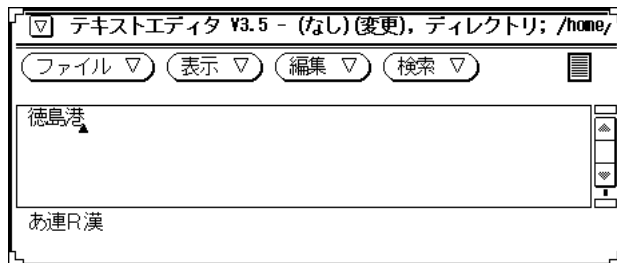 テキストエディタ V3.5 - (なし)(変更), ディレクトリ; /home/
ファイル ▽ 表示 ▽ 編集 ▽ 検索 ▽
徳島港
あ連R漢